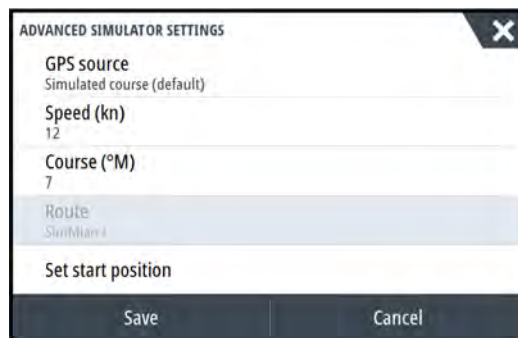 ADVANCED SIMULATOR SETTINGS
GPS source
Simulated course (default)
Speed (kn)
12
Course (°M)
7
Route
Set start position
Save
Cancel